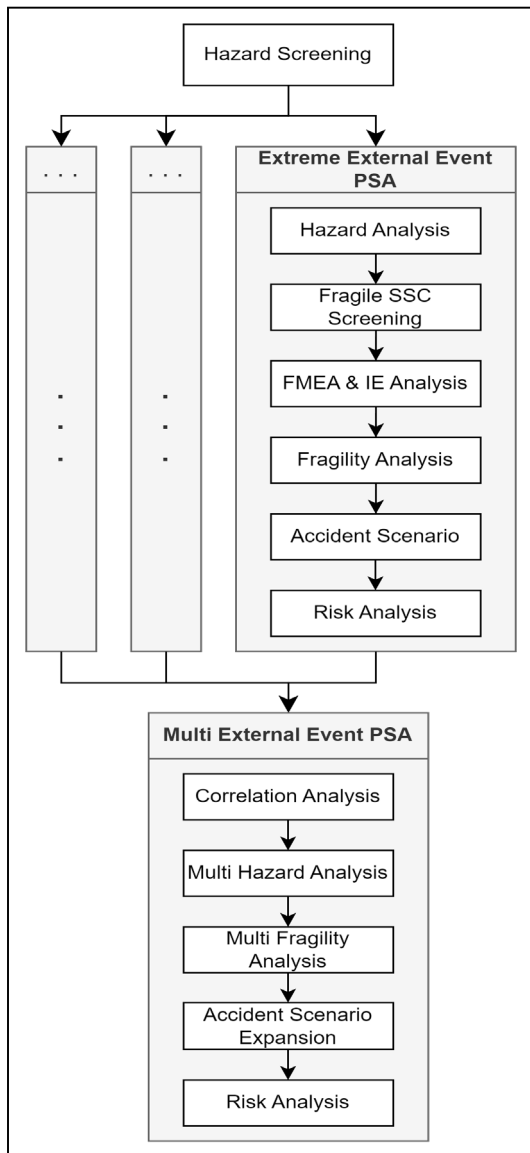 Hazard Screening
. . .
. . .
Extreme External Event
PSA
Hazard Analysis
Fragile SSC
Screening
FMEA & IE Analysis
Fragility Analysis
Accident Scenario
Risk Analysis
Multi External Event PSA
Correlation Analysis
Multi Hazard Analysis
Multi Fragility
Analysis
Accident Scenario
Expansion
Risk Analysis